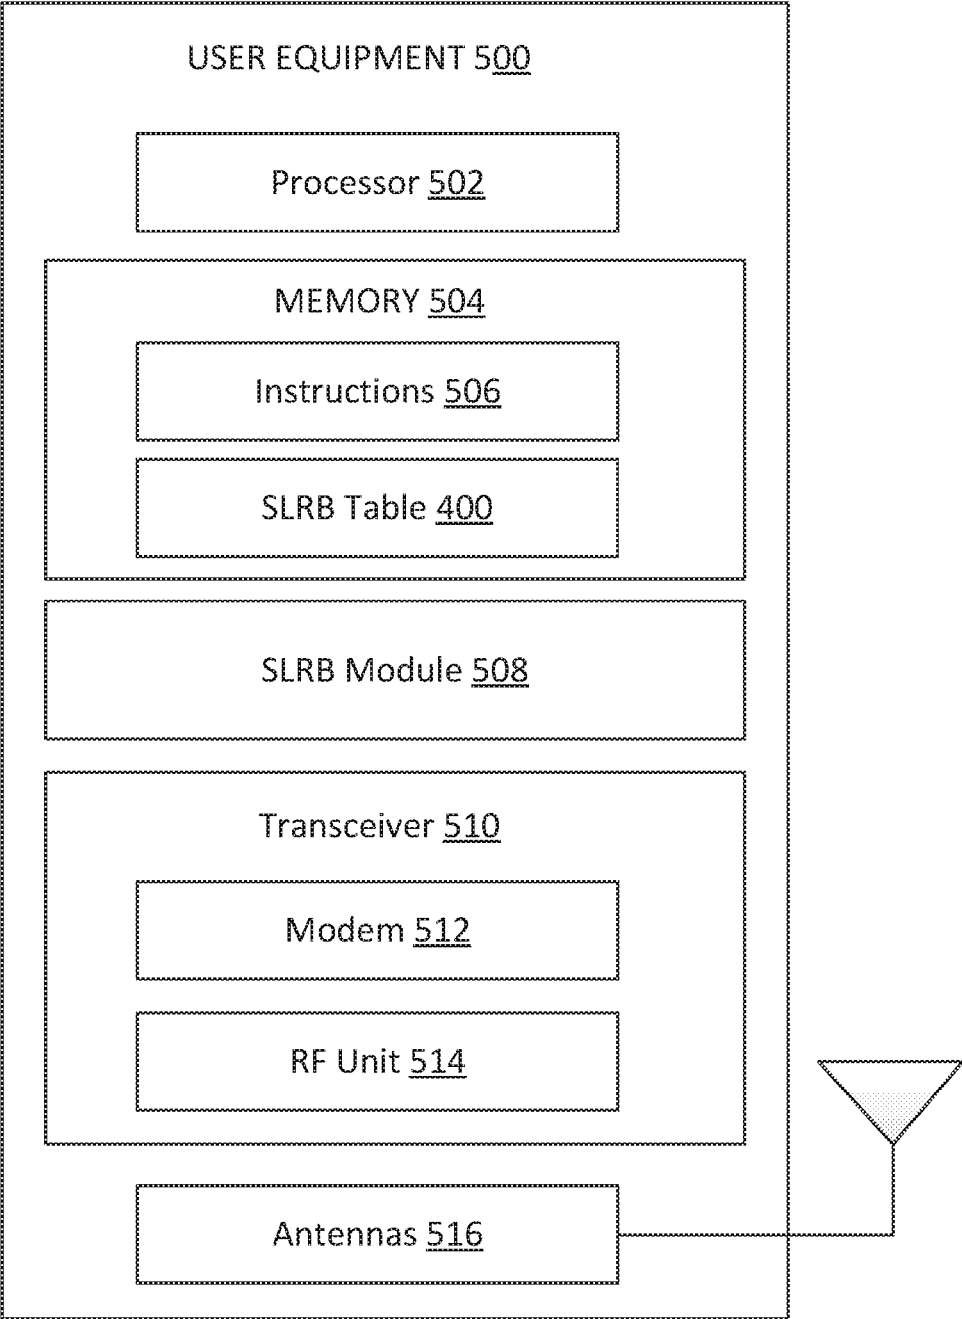 USER EQUIPMENT 500
Processor 502
MEMORY 504
Instructions 506
SLRB Table 400
SLRB Module 508
Transceiver 510
Modem 512
RF Unit 514
Antennas 516